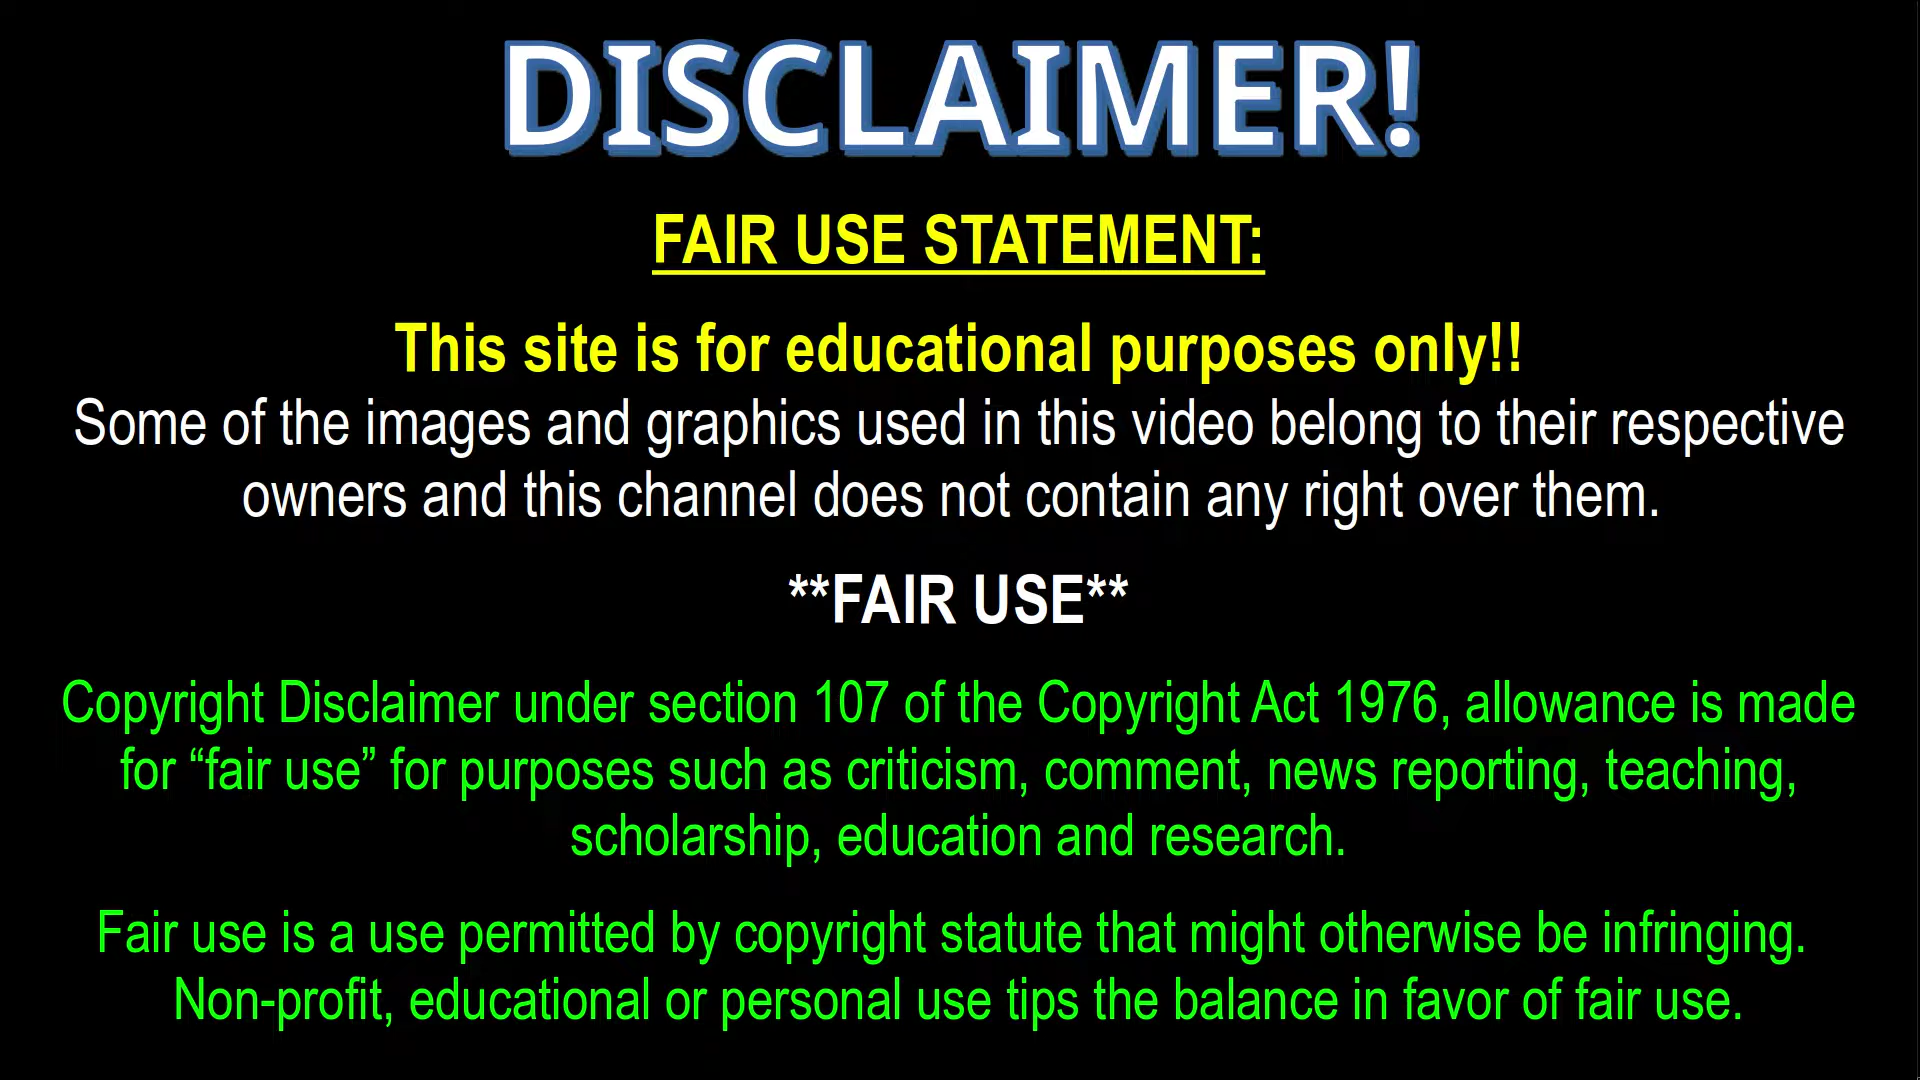 DISCLAIMER!
FAIR USE STATEMENT:
This site is for educational purposes only!!
Some of the images and graphics used in this video belong to their respective
owners and this channel does not contain any right over them.
**FAIR USE**
Copyright Disclaimer under section 107 of the Copyright Act 1976, allowance is made
for “fair use” for purposes such as criticism, comment, news reporting, teaching,
scholarship, education and research.
Fair use is a use permitted by copyright statute that might otherwise be infringing.
Non-profit, educational or personal use tips the balance in favor of fair use.